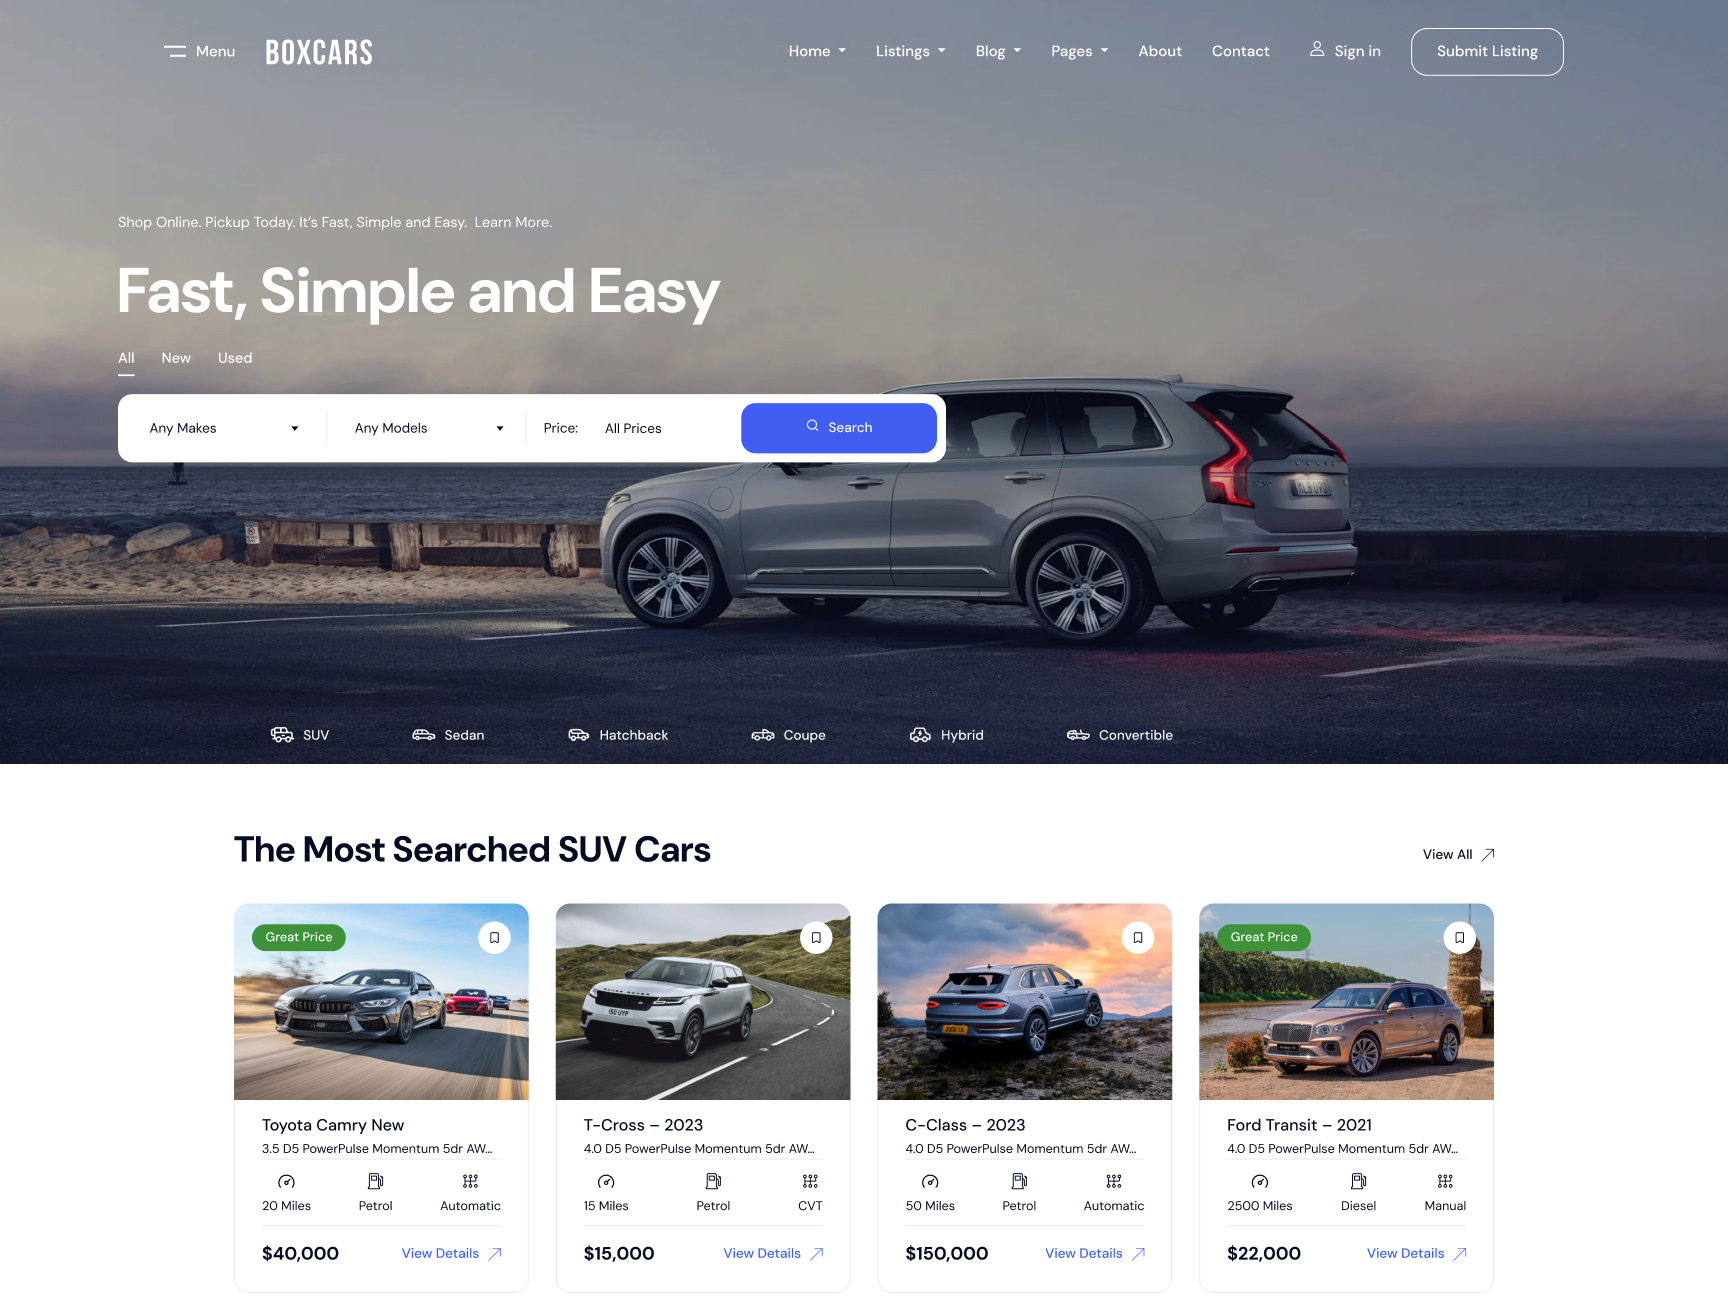 Menu
BOXCARS
Home
Listings
Blog
Pages
About
Contact
Sign in
Submit Listing
Shop Online. Pickup Today. It's Fast, Simple and Easy.  Learn More.
Fast, Simple and Easy
All
New
Used
Any Makes
Any Models
Price:
All Prices
Search
SUV
Sedan
Hatchback
Coupe
Hybrid
Convertible
The Most Searched SUV Cars
View All
Great Price
Toyota Camry New
3.5 D5 PowerPulse Momentum 5dr AW...
20 Miles
Petrol
Automatic
$40,000
View Details
T-Cross – 2023
4.0 D5 PowerPulse Momentum 5dr AW...
15 Miles
Petrol
CVT
$15,000
View Details
C-Class – 2023
4.0 D5 PowerPulse Momentum 5dr AW...
50 Miles
Petrol
Automatic
$150,000
View Details
Great Price
Ford Transit – 2021
4.0 D5 PowerPulse Momentum 5dr AW...
2500 Miles
Diesel
Manual
$22,000
View Details